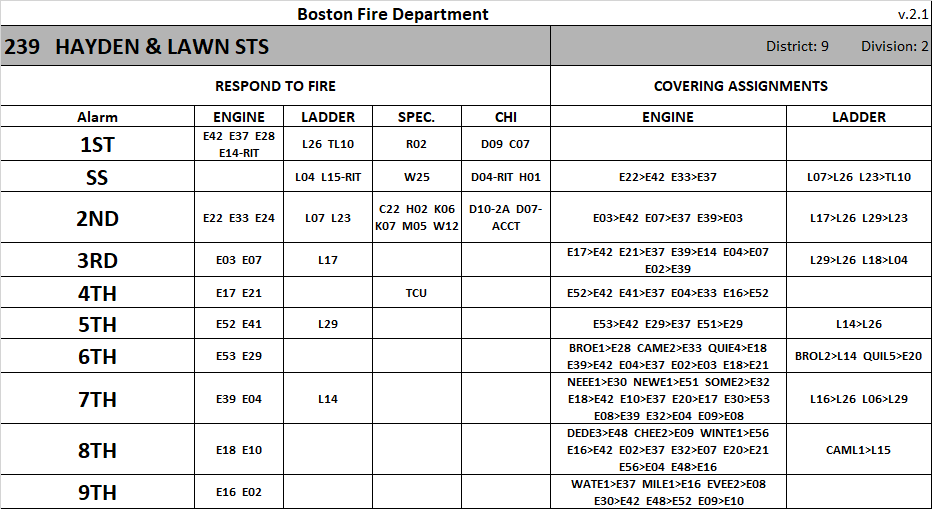 Boston Fire Department v.2.1
239 HAYDEN & LAWN STS District: 9 Division: 2
RESPOND TO FIRE COVERING ASSIGNMENTS
Alarm ENGINE LADDER SPEC. CHI ENGINE LADDER
1ST E42 E37 E28 L26 TL10 R02 D09 C07
E14-RIT
SS L04 L15-RIT W25 D04-RIT H01 E22>E42 E33>E37 L07>L26 L23>TL10
2ND E22 E33 E24 L07 L23 C22 H02 K06 D10-2A D07- E03>E42 E07>E37 E39>E03 L17>L26 L29>L23
K07 M05 W12 ACCT
3RD E03 E07 L17 E17>E42 E21>E37 E39>E14 E04>E07 L29>L26 L18>L04
E02>E39
4TH E17 E21 TCU E52>E42 E41>E37 E04>E33 E16>E52
5TH E52 E41 L29 E53>E42 E29>E37 E51>E29 L14>L26
6TH E53 E29 BROE1>E28 CAME2>E33 QUIE4>E18 BROL2>L14 QUIL5>E20
E39>E42 E04>E37 E02>E03 E18>E21
7TH E39 E04 L14 NEEE1>E30 NEWE1>E51 SOME2>E32 L16>L26 L06>L29
E18>E42 E10>E37 E20>E17 E30>E53
E08>E39 E32>E04 E09>E08
8TH E18 E10 DEDE3>E48 CHEE2>E09 WINTE1>E56 CAML1>L15
E16>E42 E02>E37 E32>E07 E20>E21
E56>E04 E48>E16
9TH E16 E02 WATE1>E37 MILE1>E16 EVEE2>E08
E30>E42 E48>E52 E09>E10